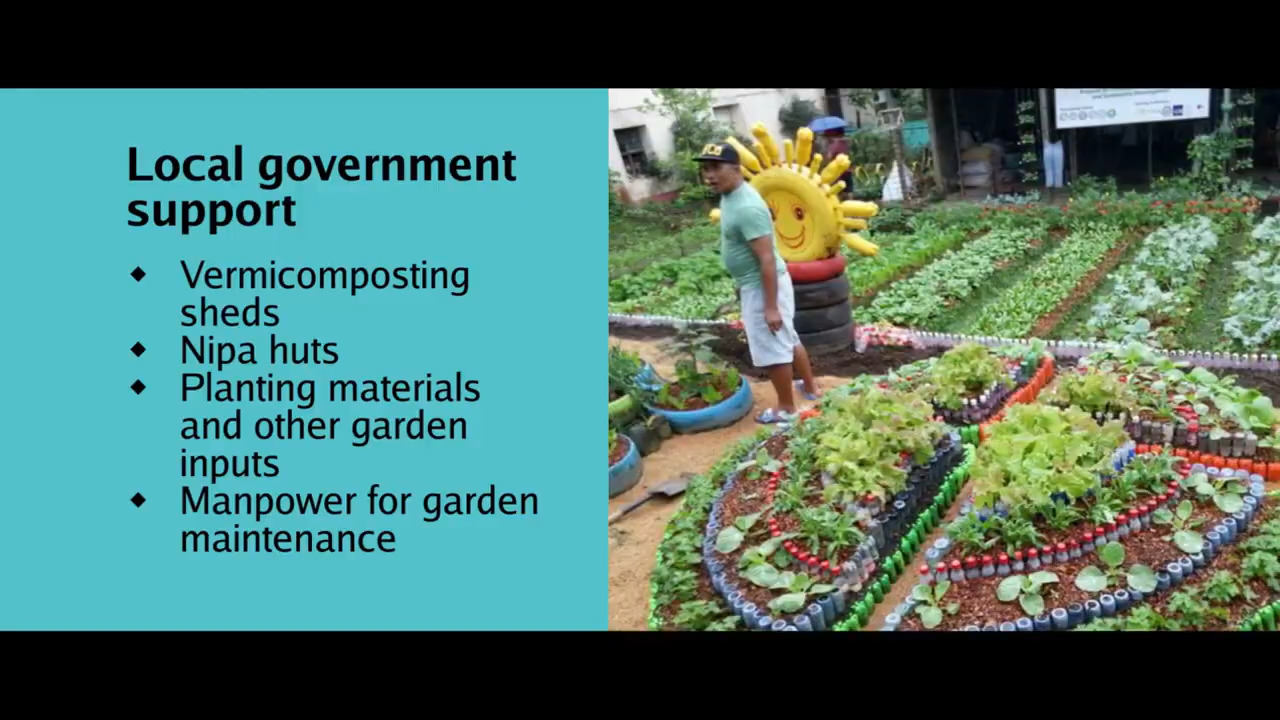 Local government
support
◆ Vermicomposting
sheds
◆ Nipa huts
◆ Planting materials
and other garden
inputs
◆ Manpower for garden
maintenance